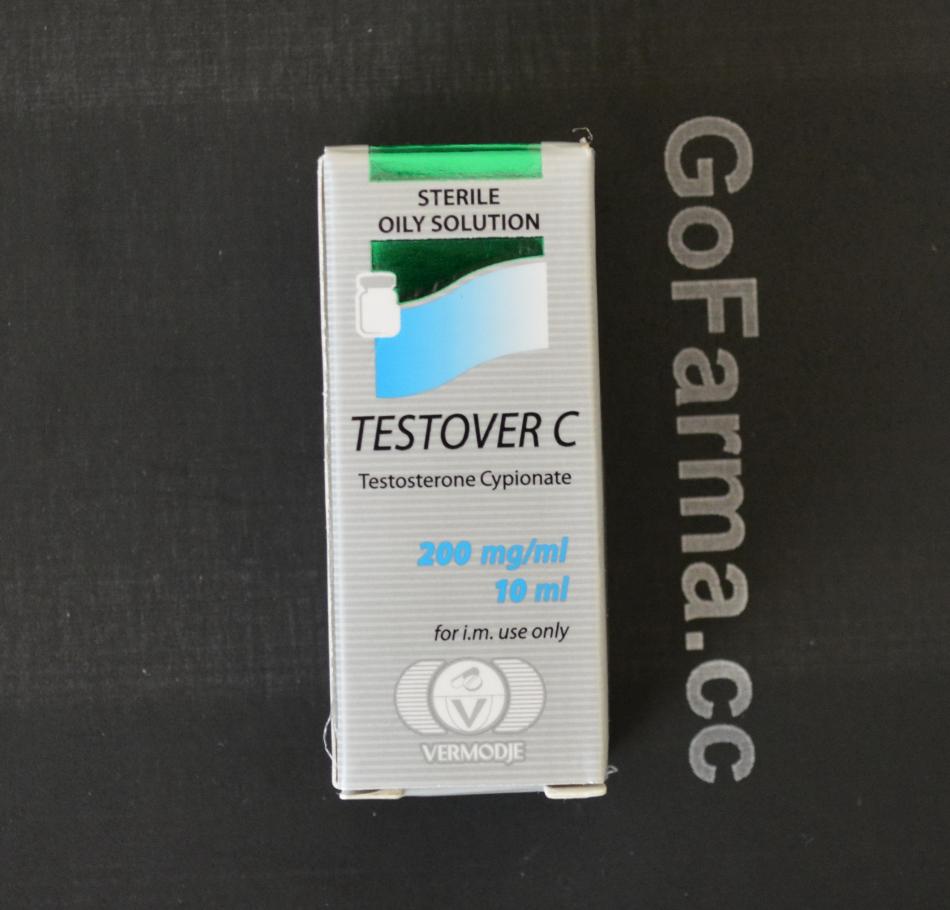 STERILE
OILY SOLUTION
TESTOVER C
Testosterone Cypionate
200 mg/ml
10 ml
for i.m. use only
V
VERMODJE
GoFarma.cc